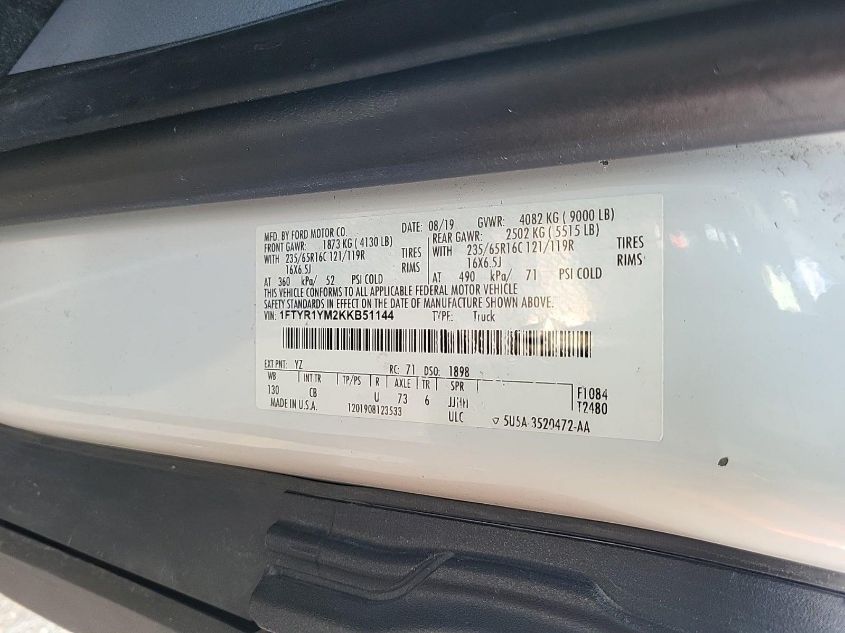 MFD. BY FORD MOTOR CO.
DATE: 08/19 GVWR: 4082 KG ( 9000 LB)
FRONT GAWR: 1873 KG ( 4130 LB)
WITH 235/65R16C 121/119R TIRES
16X6.5J RIMS
AT 360 kPa/ 52 PSI COLD
REAR GAWR: 2502 KG ( 5515 LB)
WITH 235/65R16C 121/119R TIRES
16X6.5J RIMS
AT 490 kPa/ 71 PSI COLD
THIS VEHICLE CONFORMS TO ALL APPLICABLE FEDERAL MOTOR VEHICLE
SAFETY STANDARDS IN EFFECT ON THE DATE OF MANUFACTURE SHOWN ABOVE.
VIN: 1FTYR1YM2KKB51144 TYPE: Truck
EXT PNT: YZ RC: 71 DSO: 1898
WB INT TR TP/PS R AXLE TR SPR
130 CB U 73 6
F1084
T2480
MADE IN U.S.A. 1201908123533 ULC
5U5A-3520472-AA